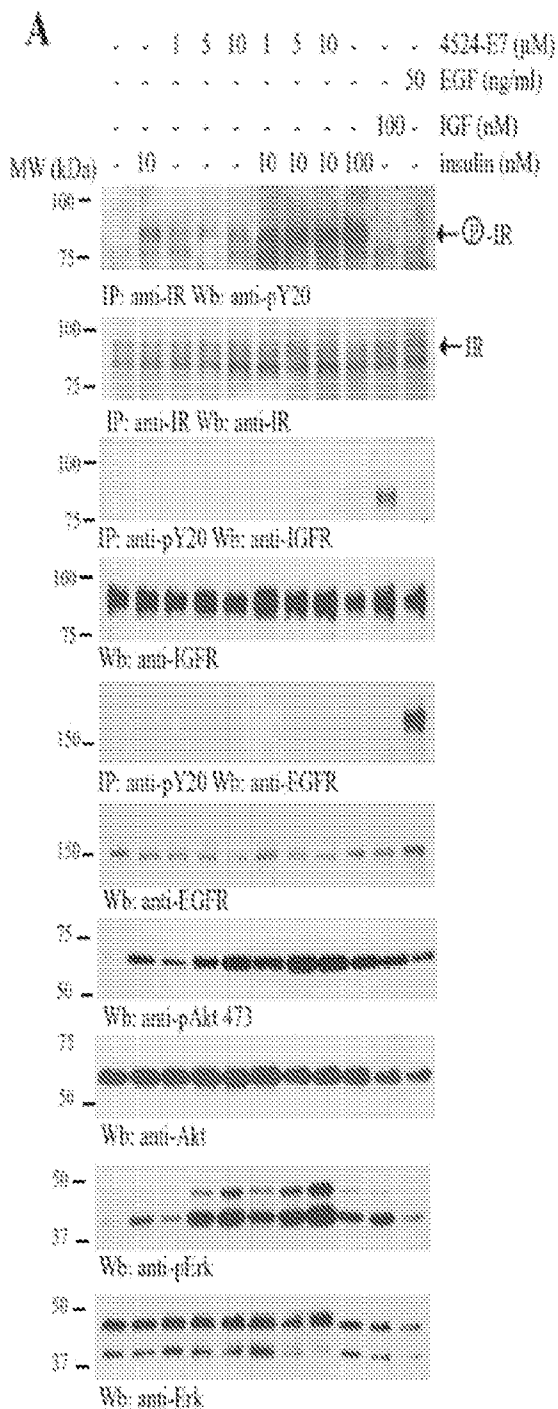 A
- - 1 5 10 1 5 10 - - - 4524-E7 (µM)
- - - - - - - - - - 50 EGF (ng/ml)
- - - - - - - - - 100 - IGF (nM)
MW (kDa) - 10 - - - 10 10 10 100 - - insulin (nM)
100
75
←Ⓟ-IR
IP: anti-IR Wb: anti-pY20
100
75
←IR
IP: anti-IR Wb: anti-IR
100
75
IP: anti-pY20 Wb: anti-IGFR
100
75
Wb: anti-IGFR
150
IP: anti-pY20 Wb: anti-EGFR
150
Wb: anti-EGFR
75
50
Wb: anti-pAkt 473
75
50
Wb: anti-Akt
50
37
Wb: anti-pErk
50
37
Wb: anti-Erk